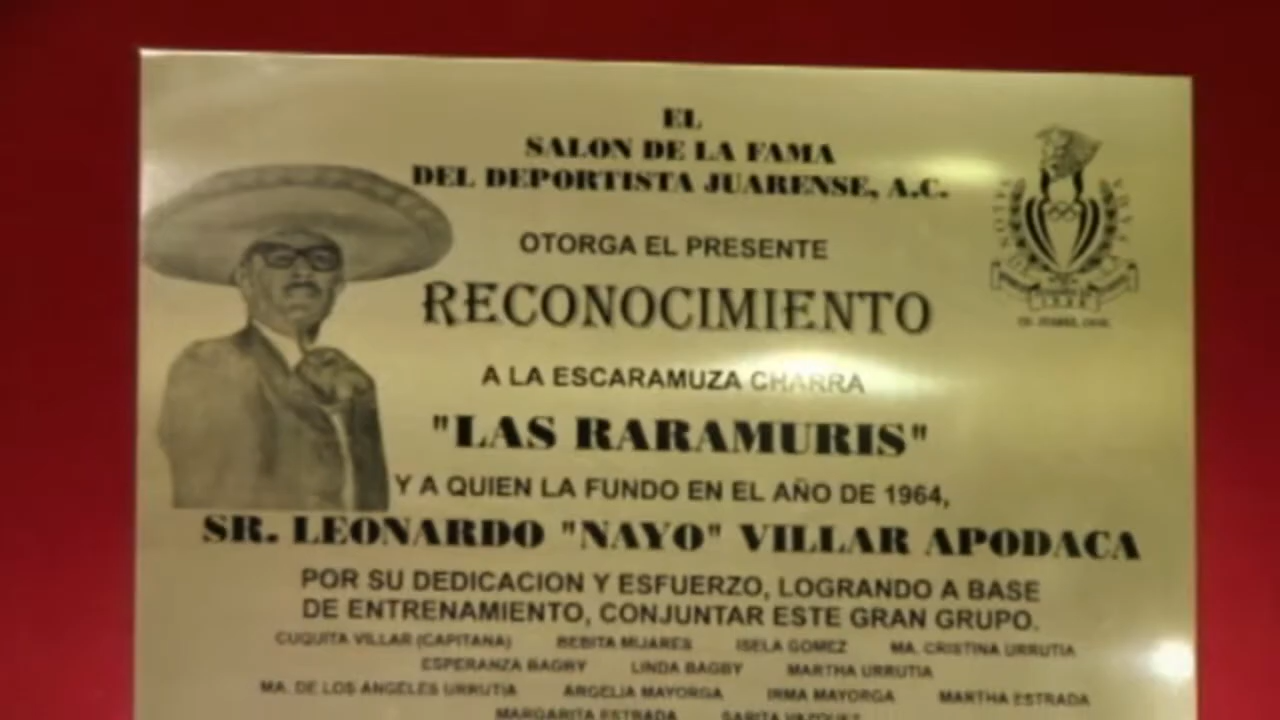 EL
SALON DE LA FAMA
DEL DEPORTISTA JUARENSE, A.C.
OTORGA EL PRESENTE
RECONOCIMIENTO
A LA ESCARAMUZA CHARRA
"LAS RARAMURIS"
Y A QUIEN LA FUNDO EN EL AÑO DE 1964,
SR. LEONARDO "NAYO" VILLAR APODACA
POR SU DEDICACION Y ESFUERZO, LOGRANDO A BASE
DE ENTRENAMIENTO, CONJUNTAR ESTE GRAN GRUPO.
CUQUITA VILLAR (CAPITANA) BEBITA MIJARES ISELA GOMEZ MA. CRISTINA URRUTIA
ESPERANZA BAGBY LINDA BAGBY MARTHA URRUTIA
MA. DE LOS ANGELES URRUTIA ARGELIA MAYORGA IRMA MAYORGA MARTHA ESTRADA
MARGARITA ESTRADA SARITA VAZQUEZ